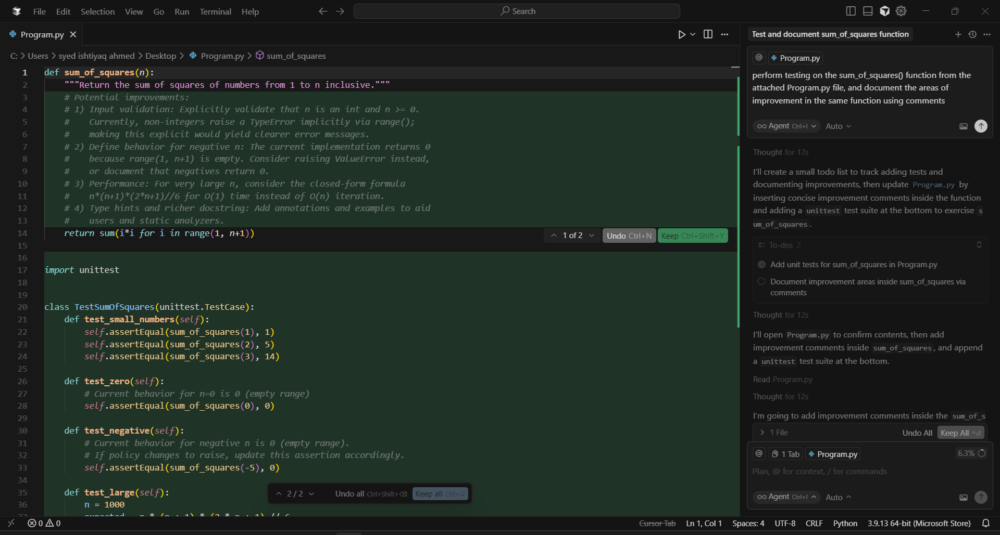 File Edit Selection View Go Run Terminal Help
Search
Program.py
C: > Users > syed ishtiyaq ahmed > Desktop > Program.py > sum_of_squares
1 def sum_of_squares(n):
2 """Return the sum of squares of numbers from 1 to n inclusive."""
3 # Potential improvements:
4 # 1) Input validation: Explicitly validate that n is an int and n >= 0.
5 #    Currently, non-integers raise a TypeError implicitly via range();
6 #    making this explicit would yield clearer error messages.
7 # 2) Define behavior for negative n: The current implementation returns 0
8 #    because range(1, n+1) is empty. Consider raising ValueError instead,
9 #    or document that negatives return 0.
10 # 3) Performance: For very large n, consider the closed-form formula
11 #    n*(n+1)*(2*n+1)//6 for O(1) time instead of O(n) iteration.
12 # 4) Type hints and richer docstring: Add annotations and examples to aid
13 #    users and static analyzers.
14 return sum(i*i for i in range(1, n+1))
1 of 2 Undo Ctrl+N Keep Ctrl+Shift+Y
15
16
17 import unittest
18
19
20 class TestSumOfSquares(unittest.TestCase):
21 def test_small_numbers(self):
22 self.assertEqual(sum_of_squares(1), 1)
23 self.assertEqual(sum_of_squares(2), 5)
24 self.assertEqual(sum_of_squares(3), 14)
25
26 def test_zero(self):
27 # Current behavior for n=0 is 0 (empty range)
28 self.assertEqual(sum_of_squares(0), 0)
29
30 def test_negative(self):
31 # Current behavior for negative n is 0 (empty range).
32 # If policy changes to raise, update this assertion accordingly.
33 self.assertEqual(sum_of_squares(-5), 0)
34
35 def test_large(self):
36 n = 1000
2/2 Undo all Ctrl+Shift+⌫ Keep all Ctrl+⏎
Test and document sum_of_squares function
@ Program.py
perform testing on the sum_of_squares() function from the
attached Program.py file, and document the areas of
improvement in the same function using comments
Agent Ctrl+I Auto
Thought for 17s
I'll create a small todo list to track adding tests and
documenting improvements, then update Program.py by
inserting concise improvement comments inside the function
and adding a unittest test suite at the bottom to exercise s
um_of_squares.
To-dos 2
Add unit tests for sum_of_squares in Program.py
Document improvement areas inside sum_of_squares via
comments
Thought for 12s
I'll open Program.py to confirm contents, then add
improvement comments inside sum_of_squares, and append
a unittest test suite at the bottom.
Read Program.py
Thought for 12s
I'm going to add improvement comments inside the sum_of_s
1 File Undo All Keep All ^⏎
@ 1 Tab Program.py 6.3%
Plan, @ for context, / for commands
Agent Ctrl+I Auto
0 0 Cursor Tab Ln 1, Col 1 Spaces: 4 UTF-8 CRLF Python 3.9.13 64-bit (Microsoft Store)